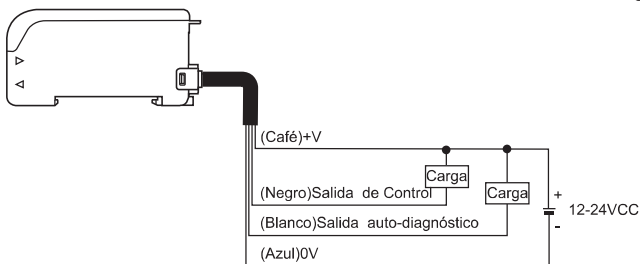 (Café)+V
Carga
(Negro)Salida de Control
Carga
+
12-24VCC
-
(Blanco)Salida auto-diagnóstico
(Azul)0V